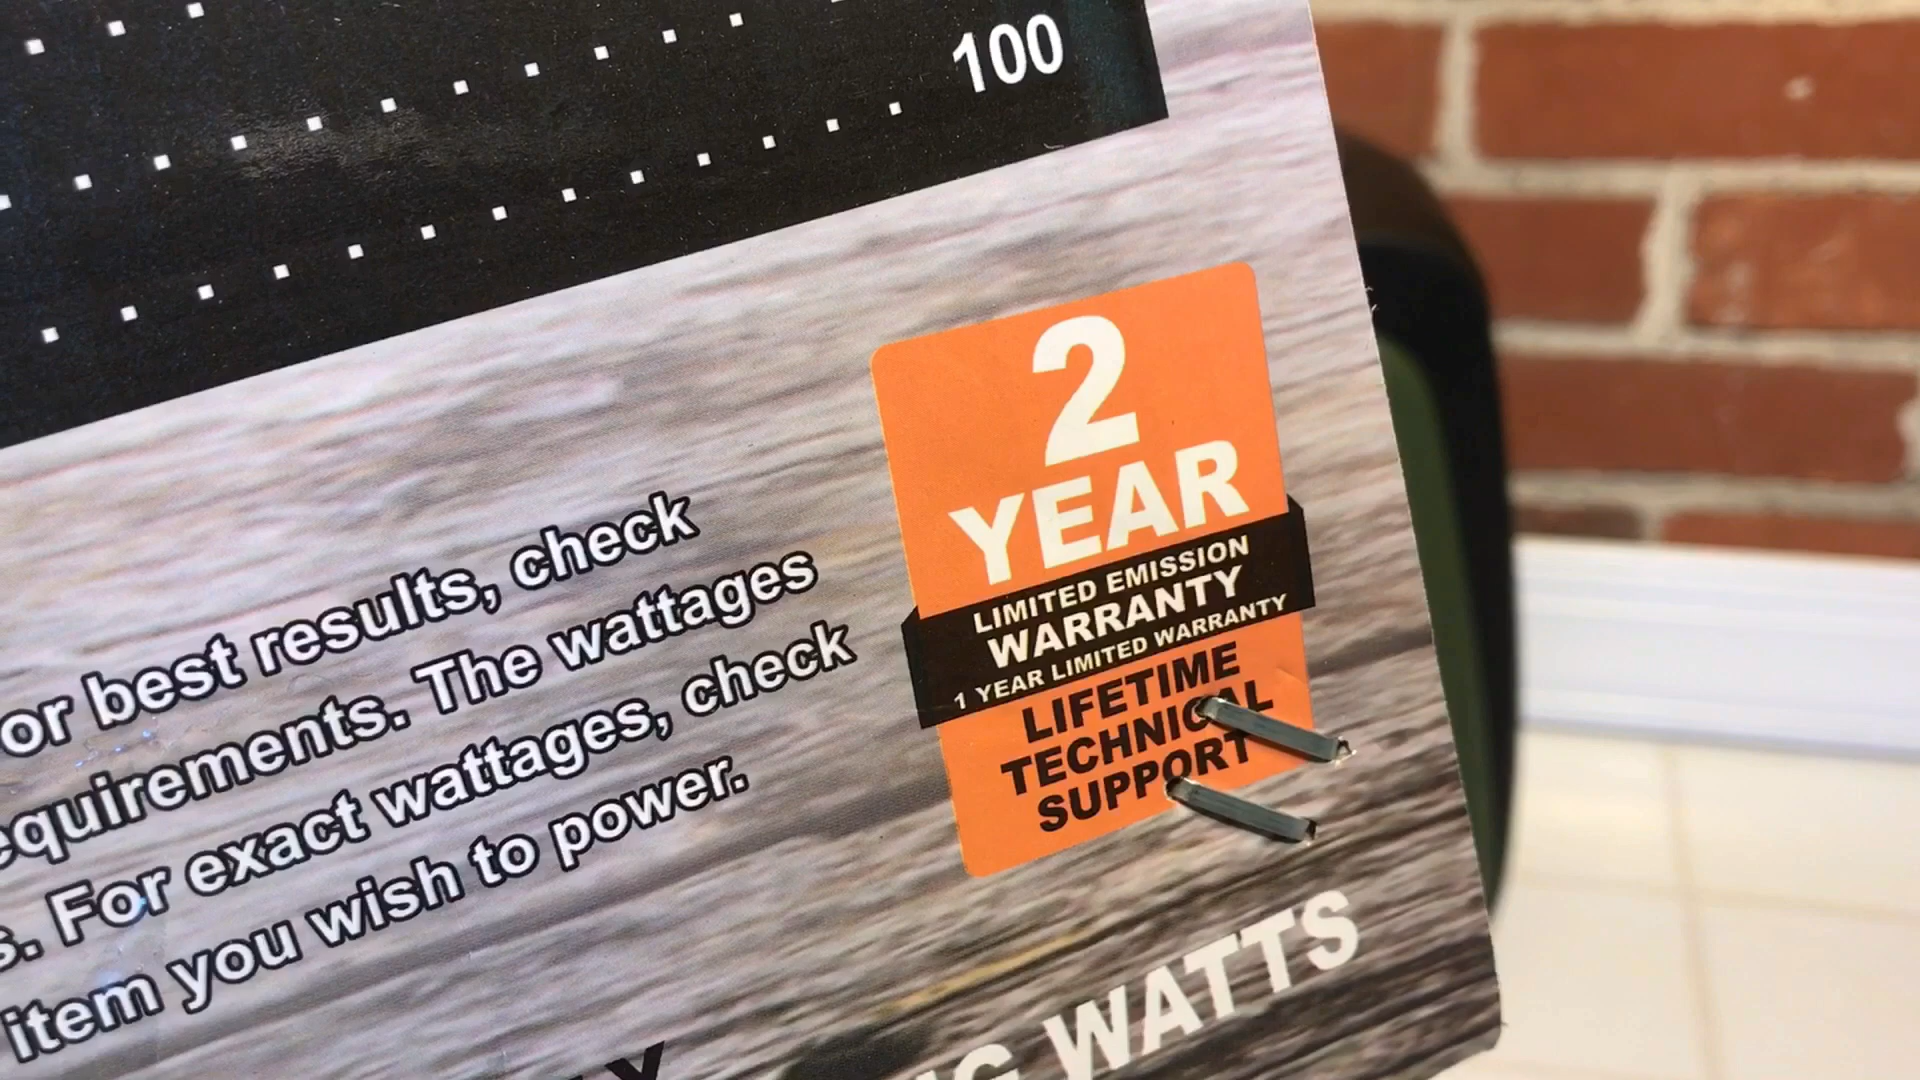 100
or best results, check
equirements. The wattages
s. For exact wattages, check
item you wish to power.
2
YEAR
LIMITED EMISSION
WARRANTY
1 YEAR LIMITED WARRANTY
LIFETIME
TECHNICAL
SUPPORT
WATTS